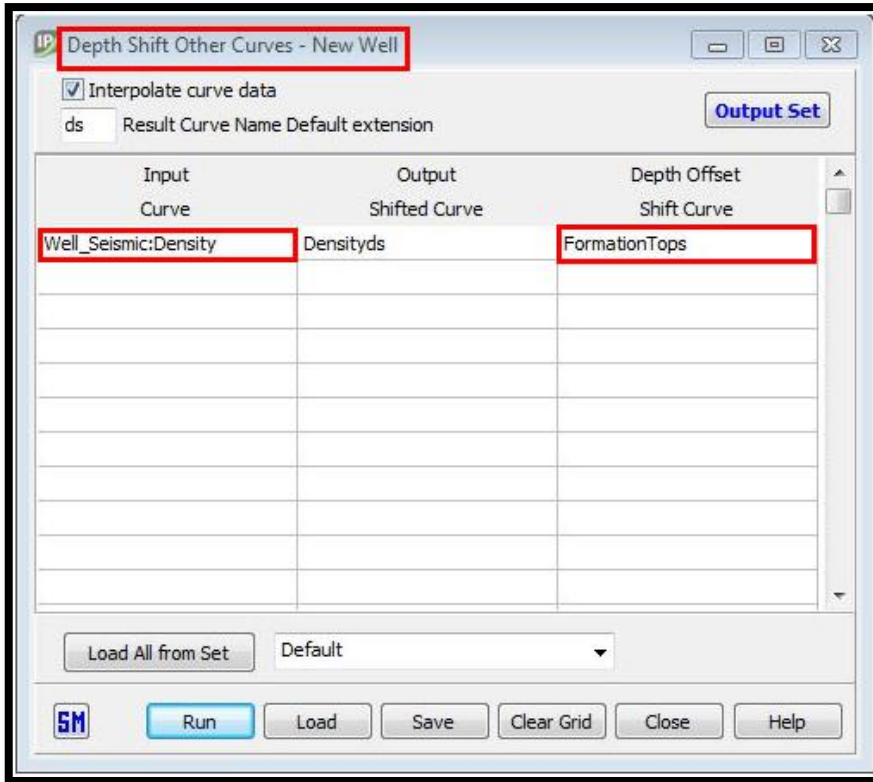 IP Depth Shift Other Curves - New Well
Interpolate curve data
ds Result Curve Name Default extension
Output Set
Input Output Depth Offset
Curve Shifted Curve Shift Curve
Well_Seismic:Density Densityds FormationTops
Load All from Set Default
SM Run Load Save Clear Grid Close Help